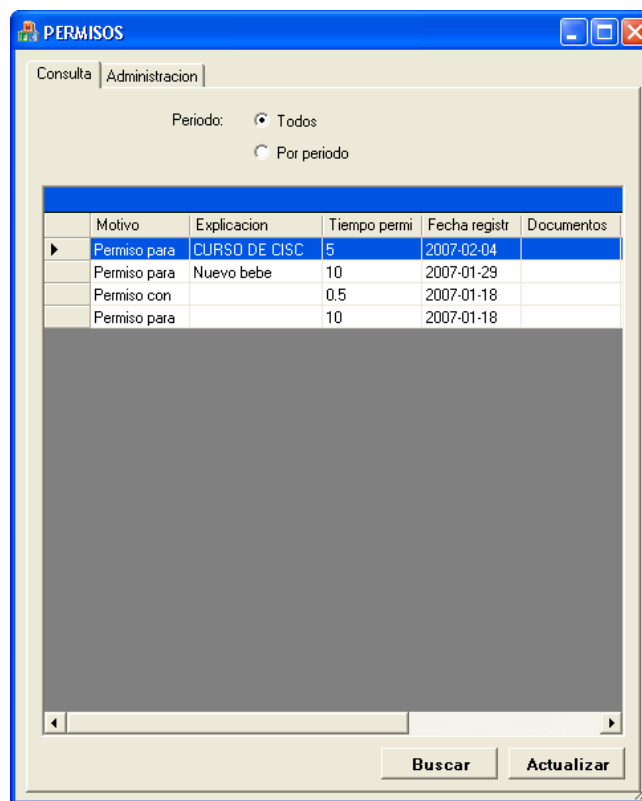 PERMISOS
Consulta Administracion
Periodo: Todos
Por periodo
Motivo Explicacion Tiempo permi Fecha registr Documentos
Permiso para CURSO DE CISC 5 2007-02-04
Permiso para Nuevo bebe 10 2007-01-29
Permiso con 0.5 2007-01-18
Permiso para 10 2007-01-18
Buscar Actualizar